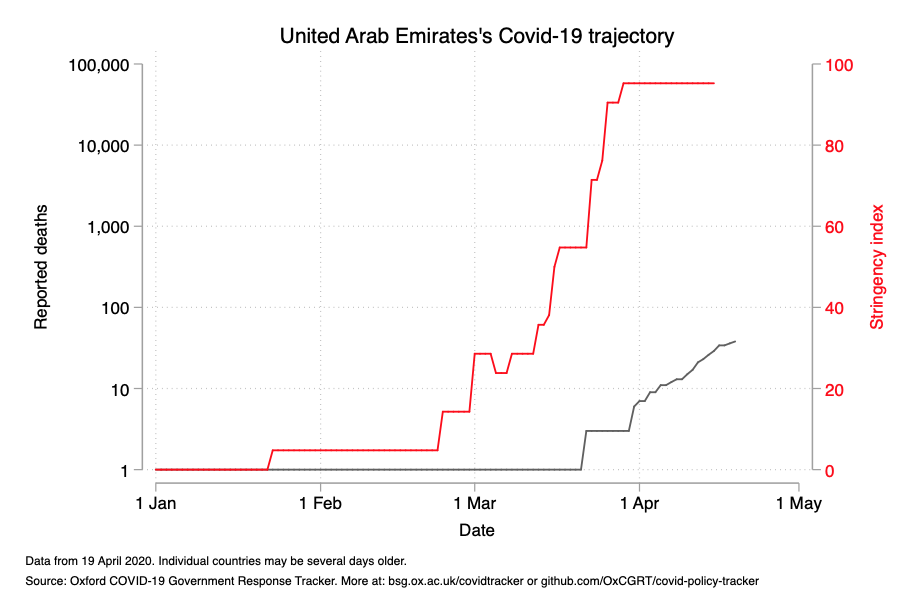 United Arab Emirates's Covid-19 trajectory
100,000
10,000
1,000
100
10
1
Reported deaths
100
80
60
40
20
0
Stringency index
1 Jan
1 Feb
1 Mar
1 Apr
1 May
Date
Data from 19 April 2020. Individual countries may be several days older.
Source: Oxford COVID-19 Government Response Tracker. More at: bsg.ox.ac.uk/covidtracker or github.com/OxCGRT/covid-policy-tracker